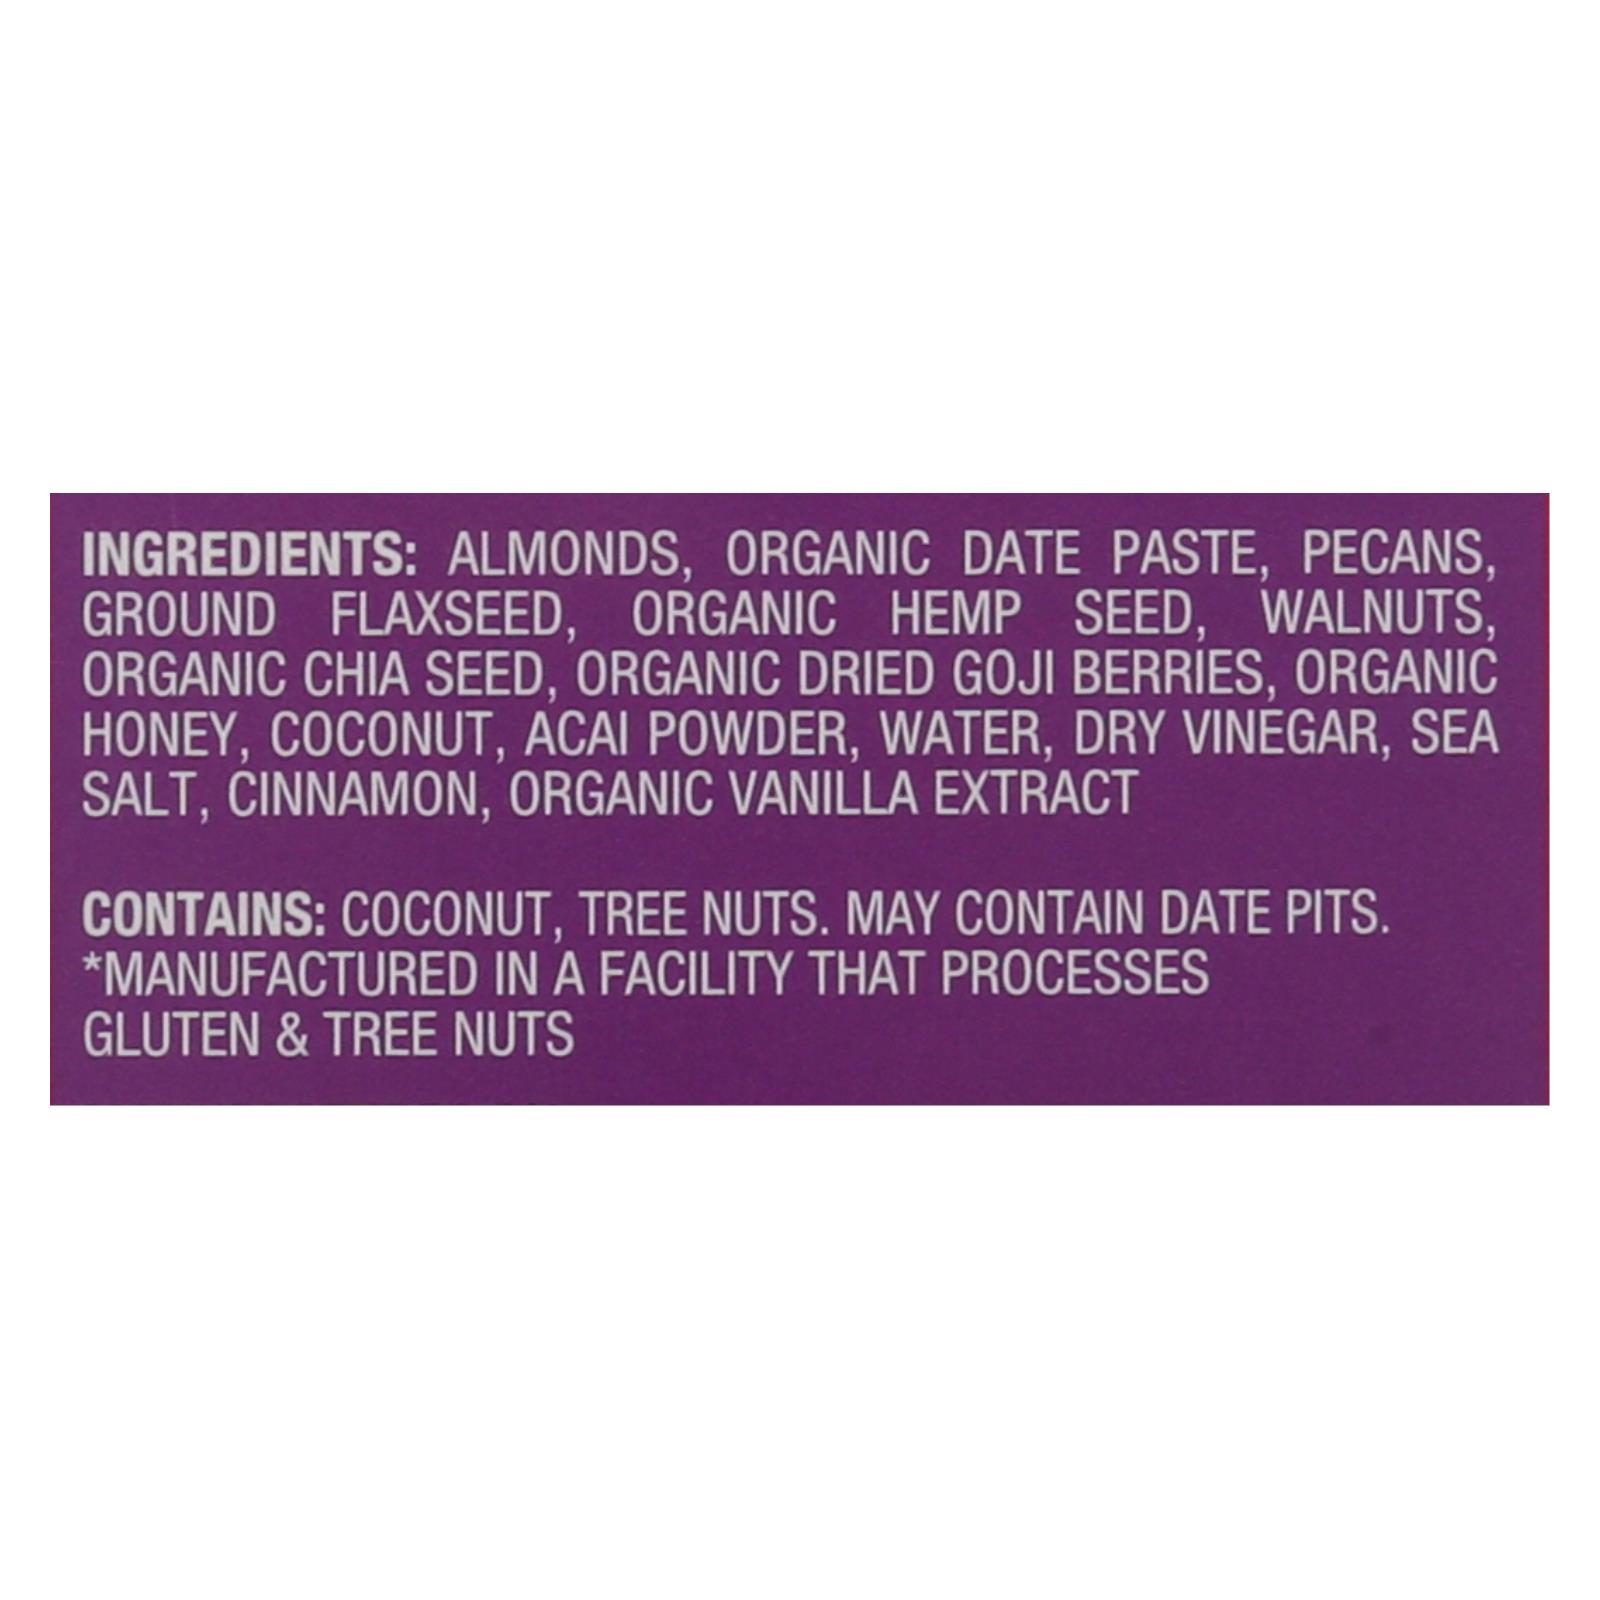 INGREDIENTS: ALMONDS, ORGANIC DATE PASTE, PECANS,
GROUND FLAXSEED, ORGANIC HEMP SEED, WALNUTS,
ORGANIC CHIA SEED, ORGANIC DRIED GOJI BERRIES, ORGANIC
HONEY, COCONUT, ACAI POWDER, WATER, DRY VINEGAR, SEA
SALT, CINNAMON, ORGANIC VANILLA EXTRACT
CONTAINS: COCONUT, TREE NUTS. MAY CONTAIN DATE PITS.
*MANUFACTURED IN A FACILITY THAT PROCESSES
GLUTEN & TREE NUTS